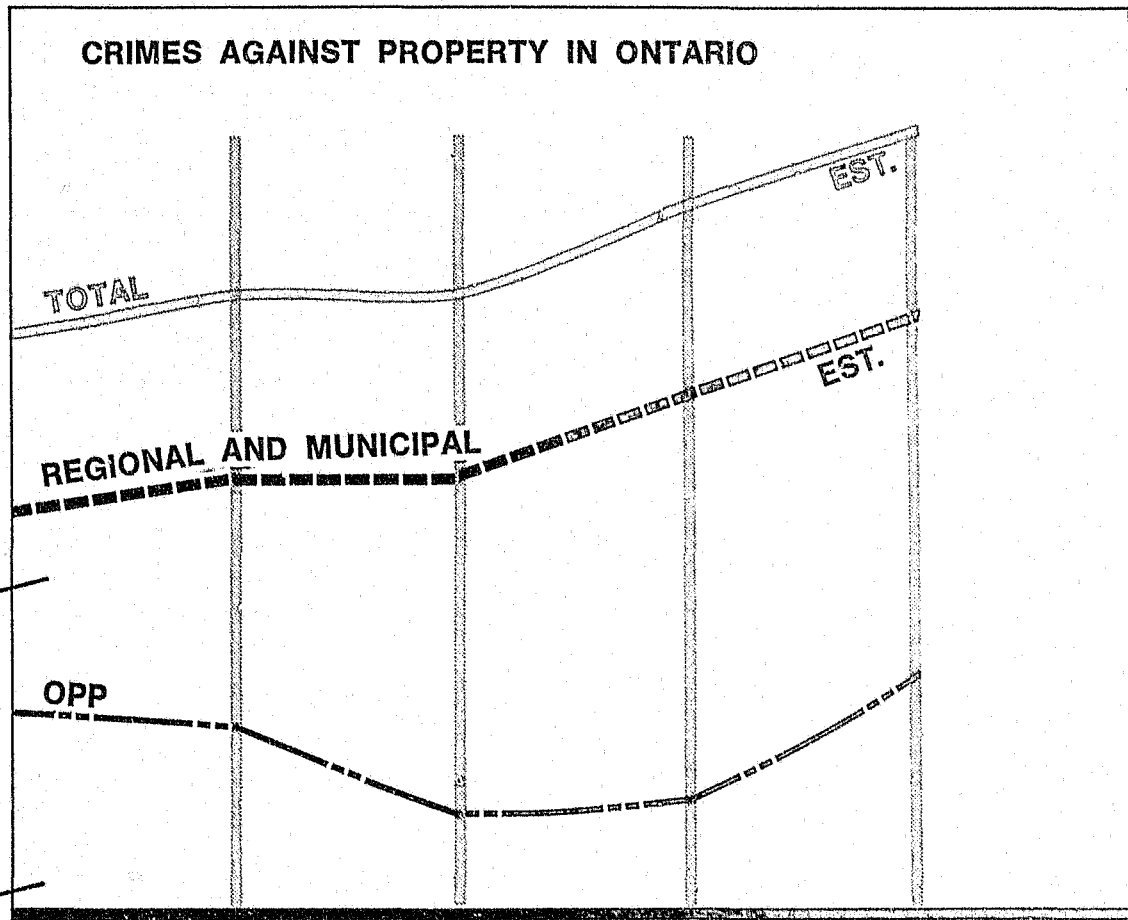 CRIMES AGAINST PROPERTY IN ONTARIO
TOTAL
EST.
REGIONAL AND MUNICIPAL
EST.
OPP